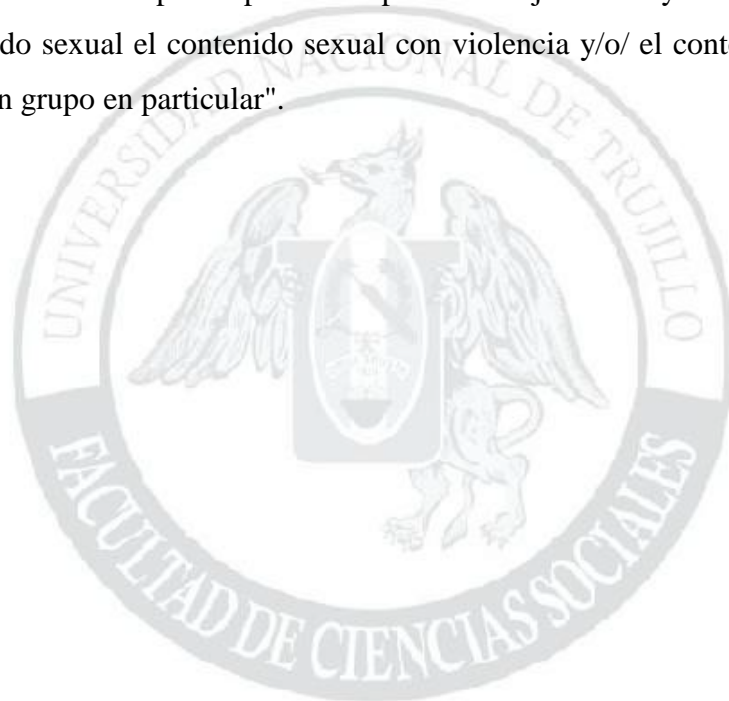 do sexual el contenido sexual con violencia y/o/ el cont
n grupo en particular".
UNIVERSIDAD NACIONAL DE TRUJILLO
FACULTAD DE CIENCIAS SOCIALES